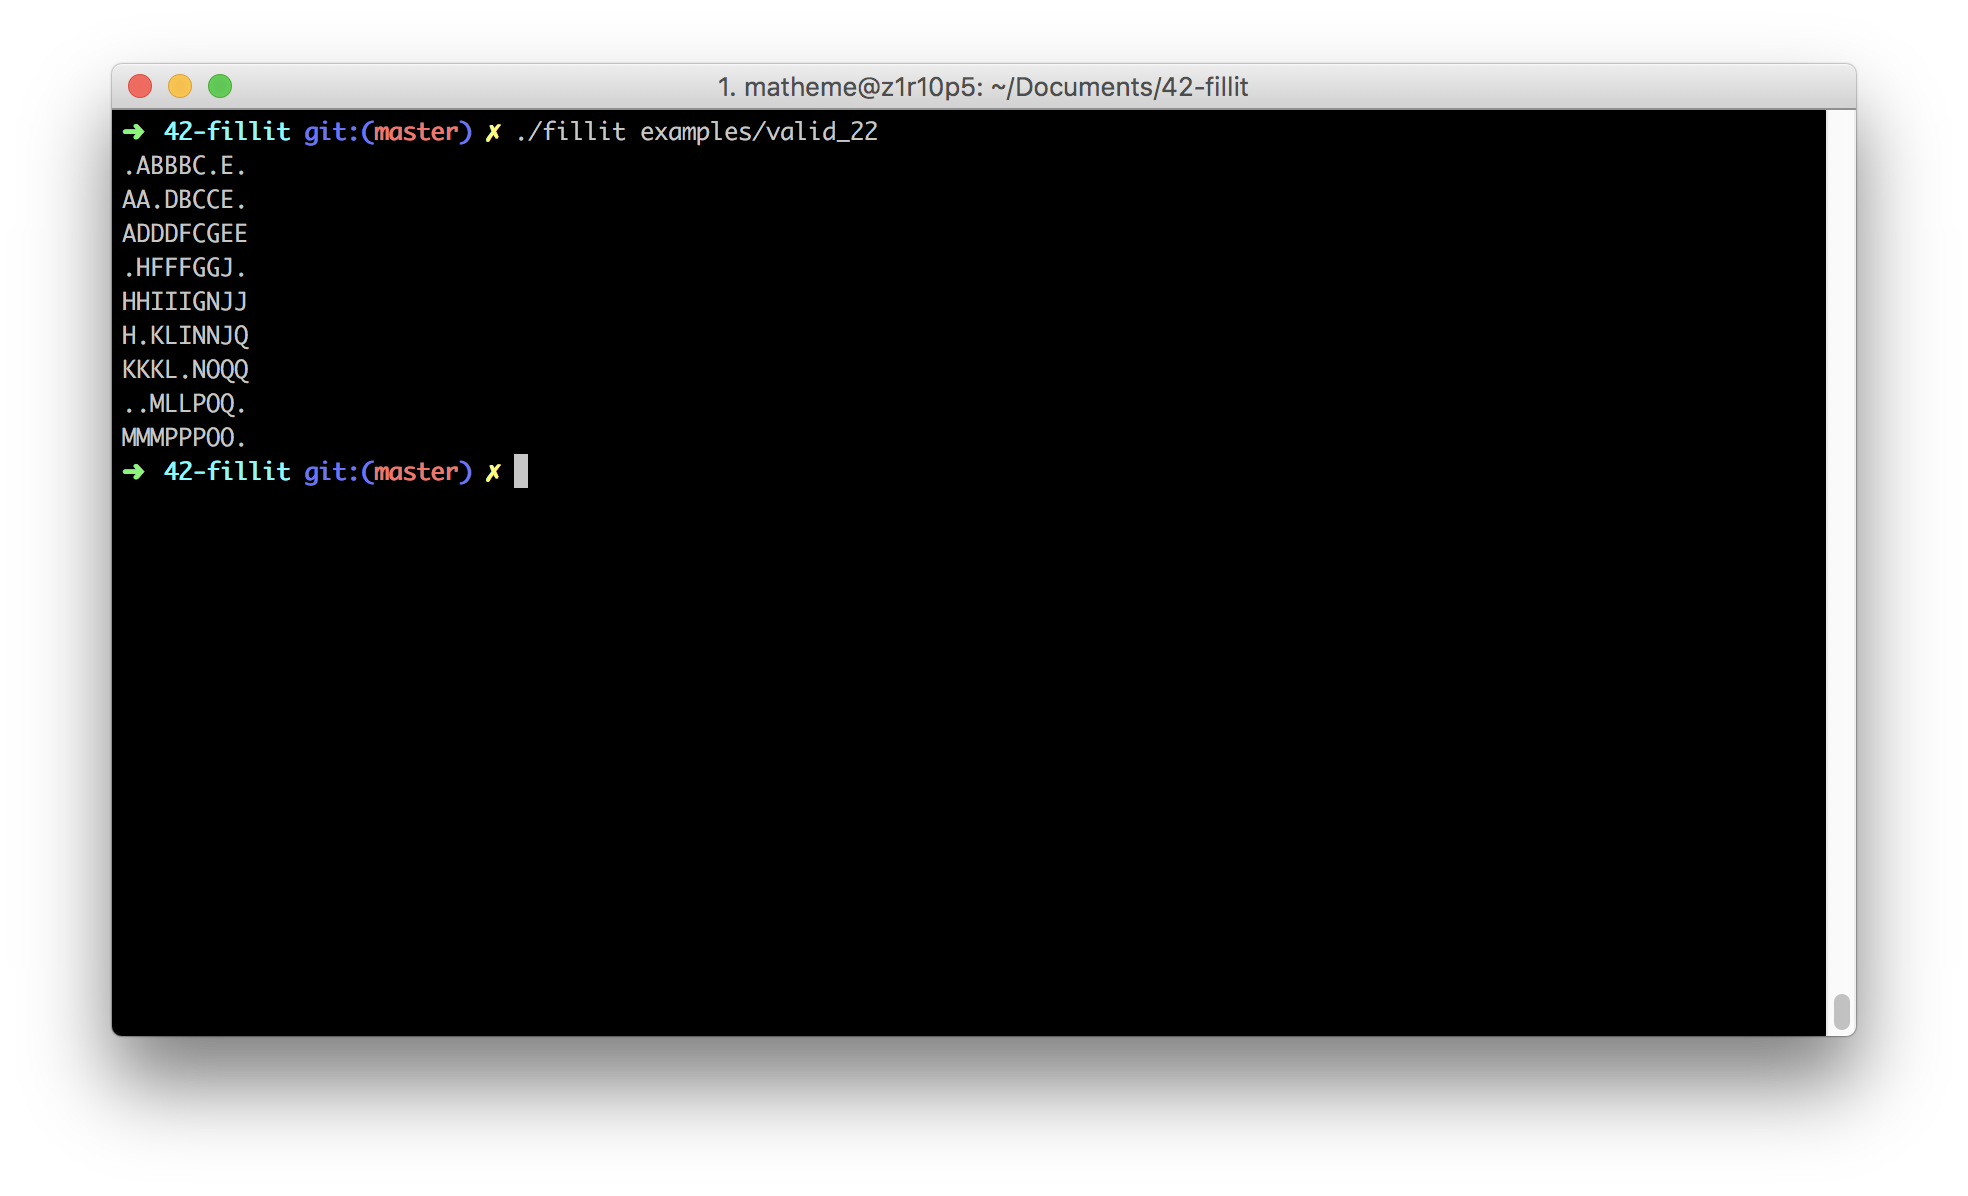 1. matheme@z1r10p5: ~/Documents/42-fillit
➜ 42-fillit git:(master) ✗ ./fillit examples/valid_22
.ABBBC.E.
AA.DBCCE.
ADDDFCGEE
.HFFFGGJ.
HHIIIGNJJ
H.KLINNJQ
KKKL.NOQQ
..MLLPOQ.
MMMPPPOO.
➜ 42-fillit git:(master) ✗